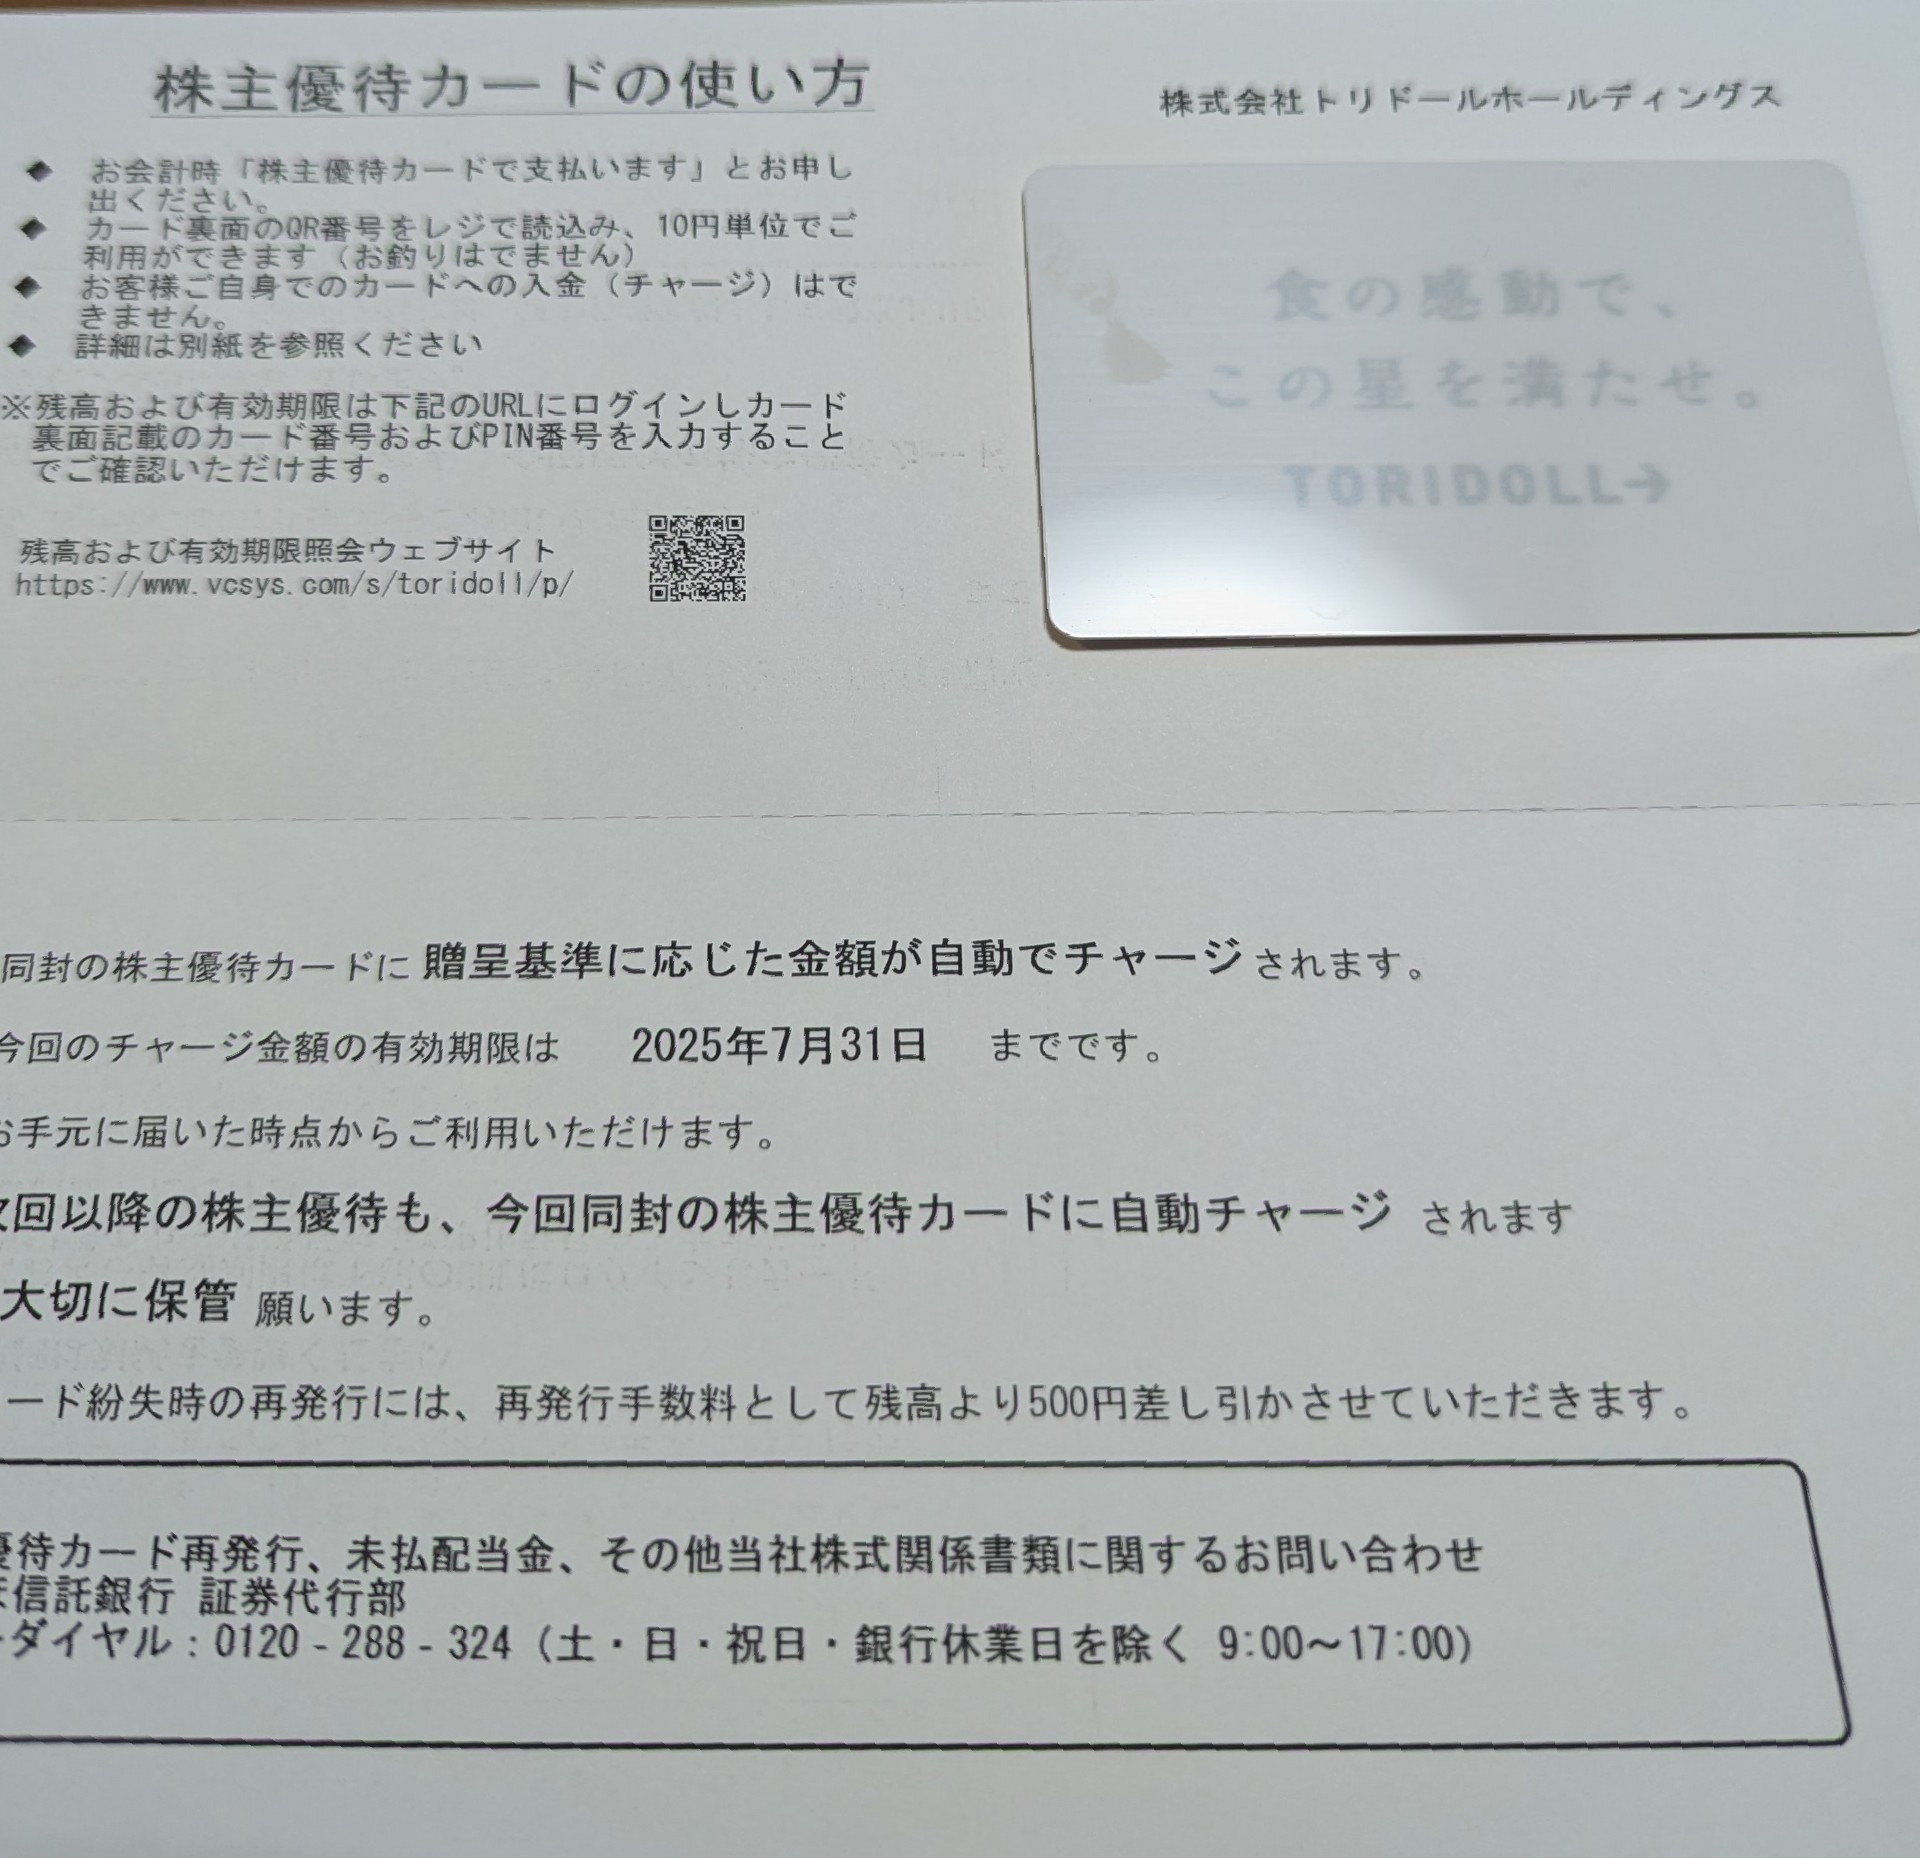 株主優待カードの使い方
株式会社トリドールホールディングス
◆ お会計時「株主優待カードで支払います」とお申し
出ください。
◆ カード裏面のQR番号をレジで読込み、10円単位でご
利用ができます（お釣りはでません）
◆ お客様ご自身でのカードへの入金（チャージ）はで
きません。
◆ 詳細は別紙を参照ください
※残高および有効期限は下記のURLにログインしカード
裏面記載のカード番号およびPIN番号を入力すること
でご確認いただけます。
残高および有効期限照会ウェブサイト
https://www.vcsys.com/s/toridoll/p/
食の感動で、
この星を満たせ。
TORIDOLL→
同封の株主優待カードに 贈呈基準に応じた金額が自動でチャージ されます。
今回のチャージ金額の有効期限は 2025年7月31日 までです。
お手元に届いた時点からご利用いただけます。
次回以降の株主優待も、今回同封の株主優待カードに自動チャージ されます
大切に保管 願います。
ード紛失時の再発行には、再発行手数料として残高より500円差し引かさせていただきます。
優待カード再発行、未払配当金、その他当社株式関係書類に関するお問い合わせ
信託銀行 証券代行部
ーダイヤル：0120 - 288 - 324（土・日・祝日・銀行休業日を除く 9:00～17:00）